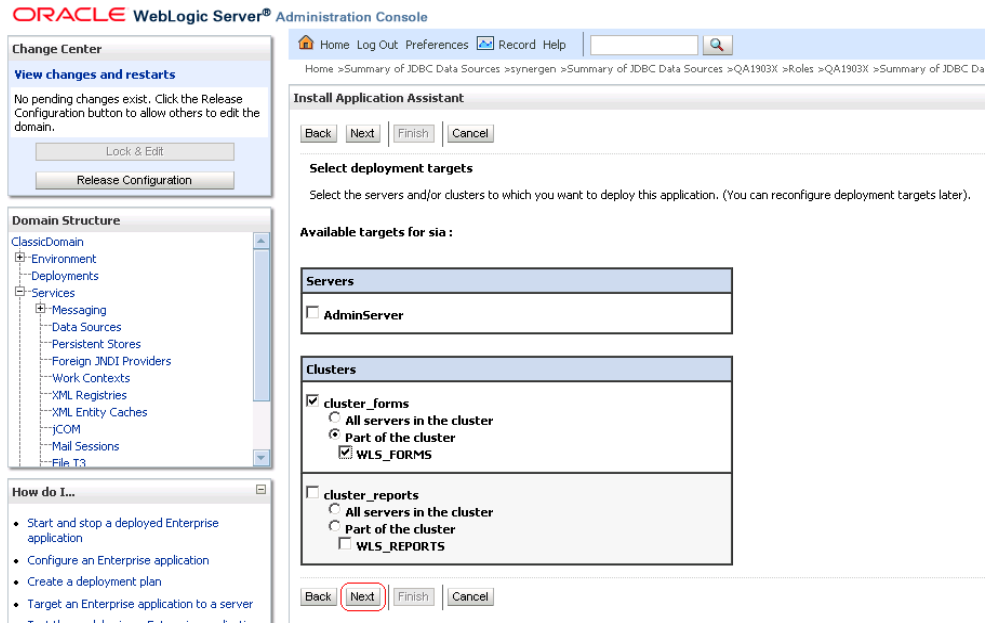 ORACLE WebLogic Server® Administration Console
Change Center
View changes and restarts
No pending changes exist. Click the Release
Configuration button to allow others to edit the
domain.
Lock & Edit
Release Configuration
Domain Structure
ClassicDomain
Environment
Deployments
Services
Messaging
Data Sources
Persistent Stores
Foreign JNDI Providers
Work Contexts
XML Registries
XML Entity Caches
jCOM
Mail Sessions
File T3
How do I...
Start and stop a deployed Enterprise
application
Configure an Enterprise application
Create a deployment plan
Target an Enterprise application to a server
Home Log Out Preferences Record Help
Home >Summary of JDBC Data Sources >synergen >Summary of JDBC Data Sources >QA1903X >Roles >QA1903X >Summary of JDBC Da
Install Application Assistant
Back Next Finish Cancel
Select deployment targets
Select the servers and/or clusters to which you want to deploy this application. (You can reconfigure deployment targets later).
Available targets for sia :
Servers
AdminServer
Clusters
cluster_forms
All servers in the cluster
Part of the cluster
WLS_FORMS
cluster_reports
All servers in the cluster
Part of the cluster
WLS_REPORTS
Back Next Finish Cancel